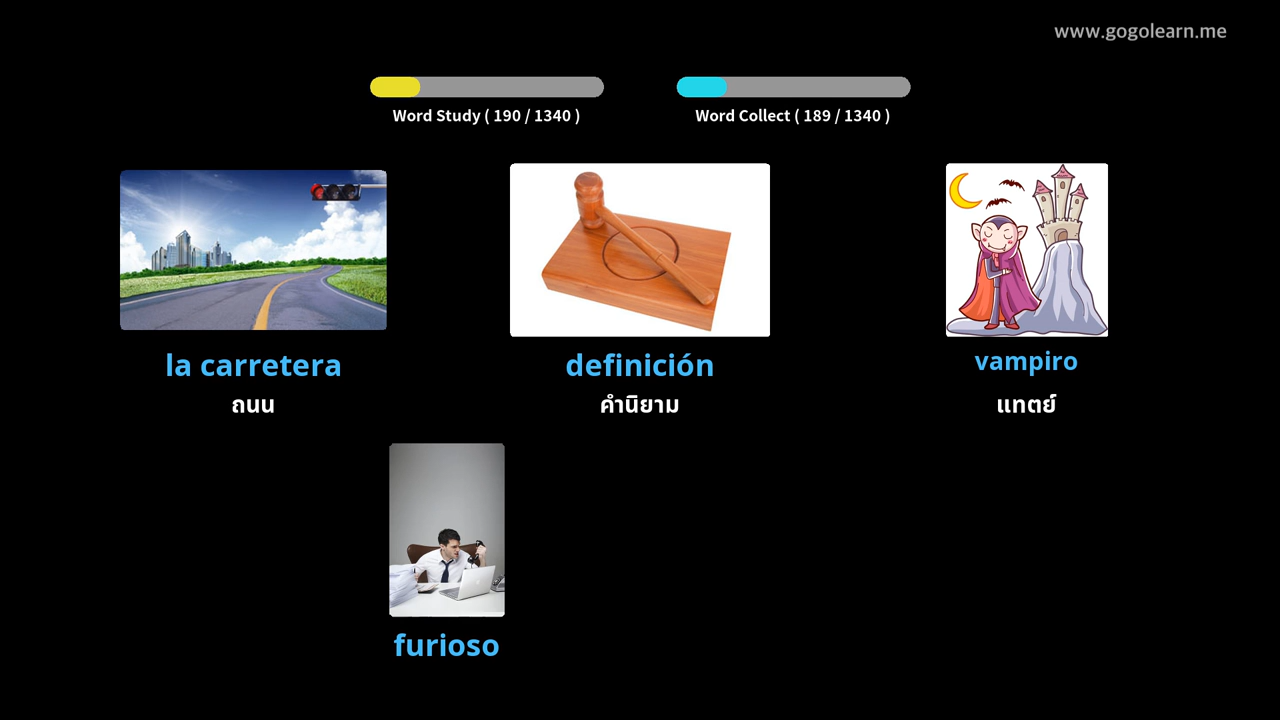 www.gogolearn.me
Word Study ( 190 / 1340 )
Word Collect ( 189 / 1340 )
la carretera
ถนน
definición
คำนิยาม
vampiro
แทตย์
furioso